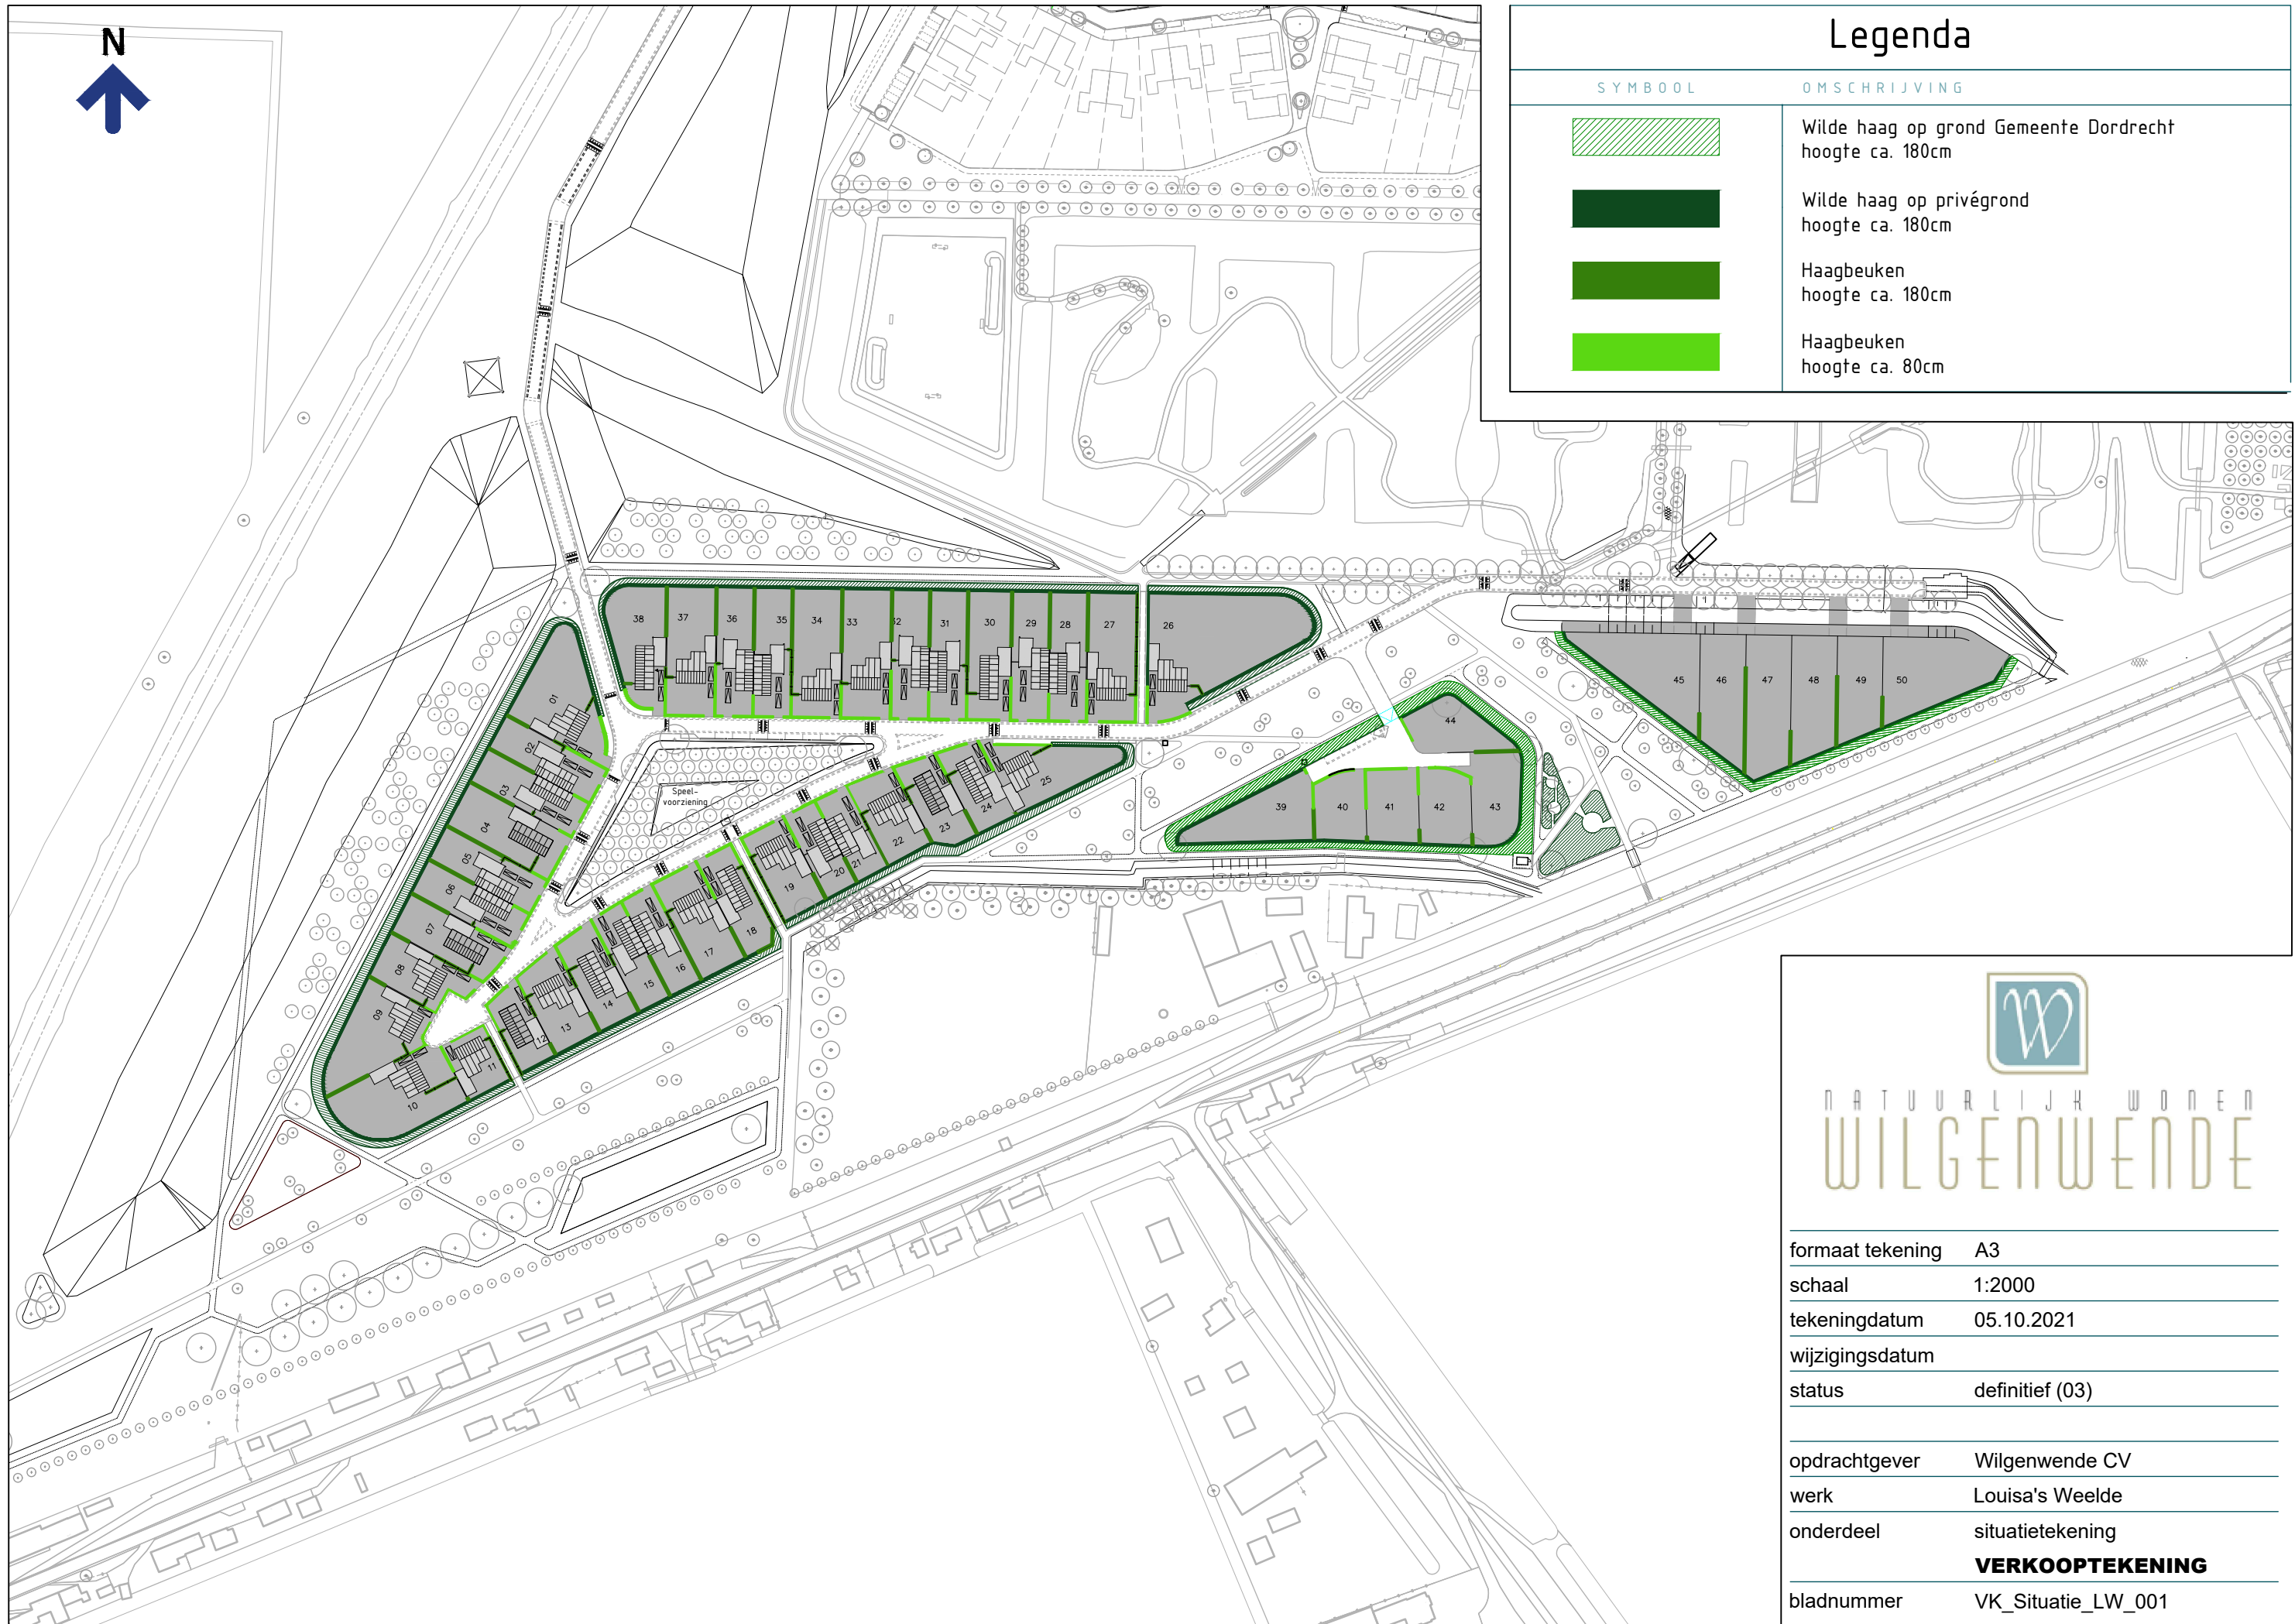 N
Legenda
SYMBOOL OMSCHRIJVING
Wilde haag op grond Gemeente Dordrecht
hoogte ca. 180cm
Wilde haag op privégrond
hoogte ca. 180cm
Haagbeuken
hoogte ca. 180cm
Haagbeuken
hoogte ca. 80cm
38 37 36 35 34 33 32 31 30 29 28 27 26
45 46 47 48 49 50
44
39 40 41 42 43
01
02
03
04
05
06
07
08
09
10
11
12
13
14
15
16
17
18
19
20
21
22
23
24
25
Speel-
voorziening
W
NATUURLIJK WONEN
WILGENWENDE
formaat tekening A3
schaal 1:2000
tekeningdatum 05.10.2021
wijzigingsdatum
status definitief (03)
opdrachtgever Wilgenwende CV
werk Louisa's Weelde
onderdeel situatietekening
VERKOOPTEKENING
bladnummer VK_Situatie_LW_001